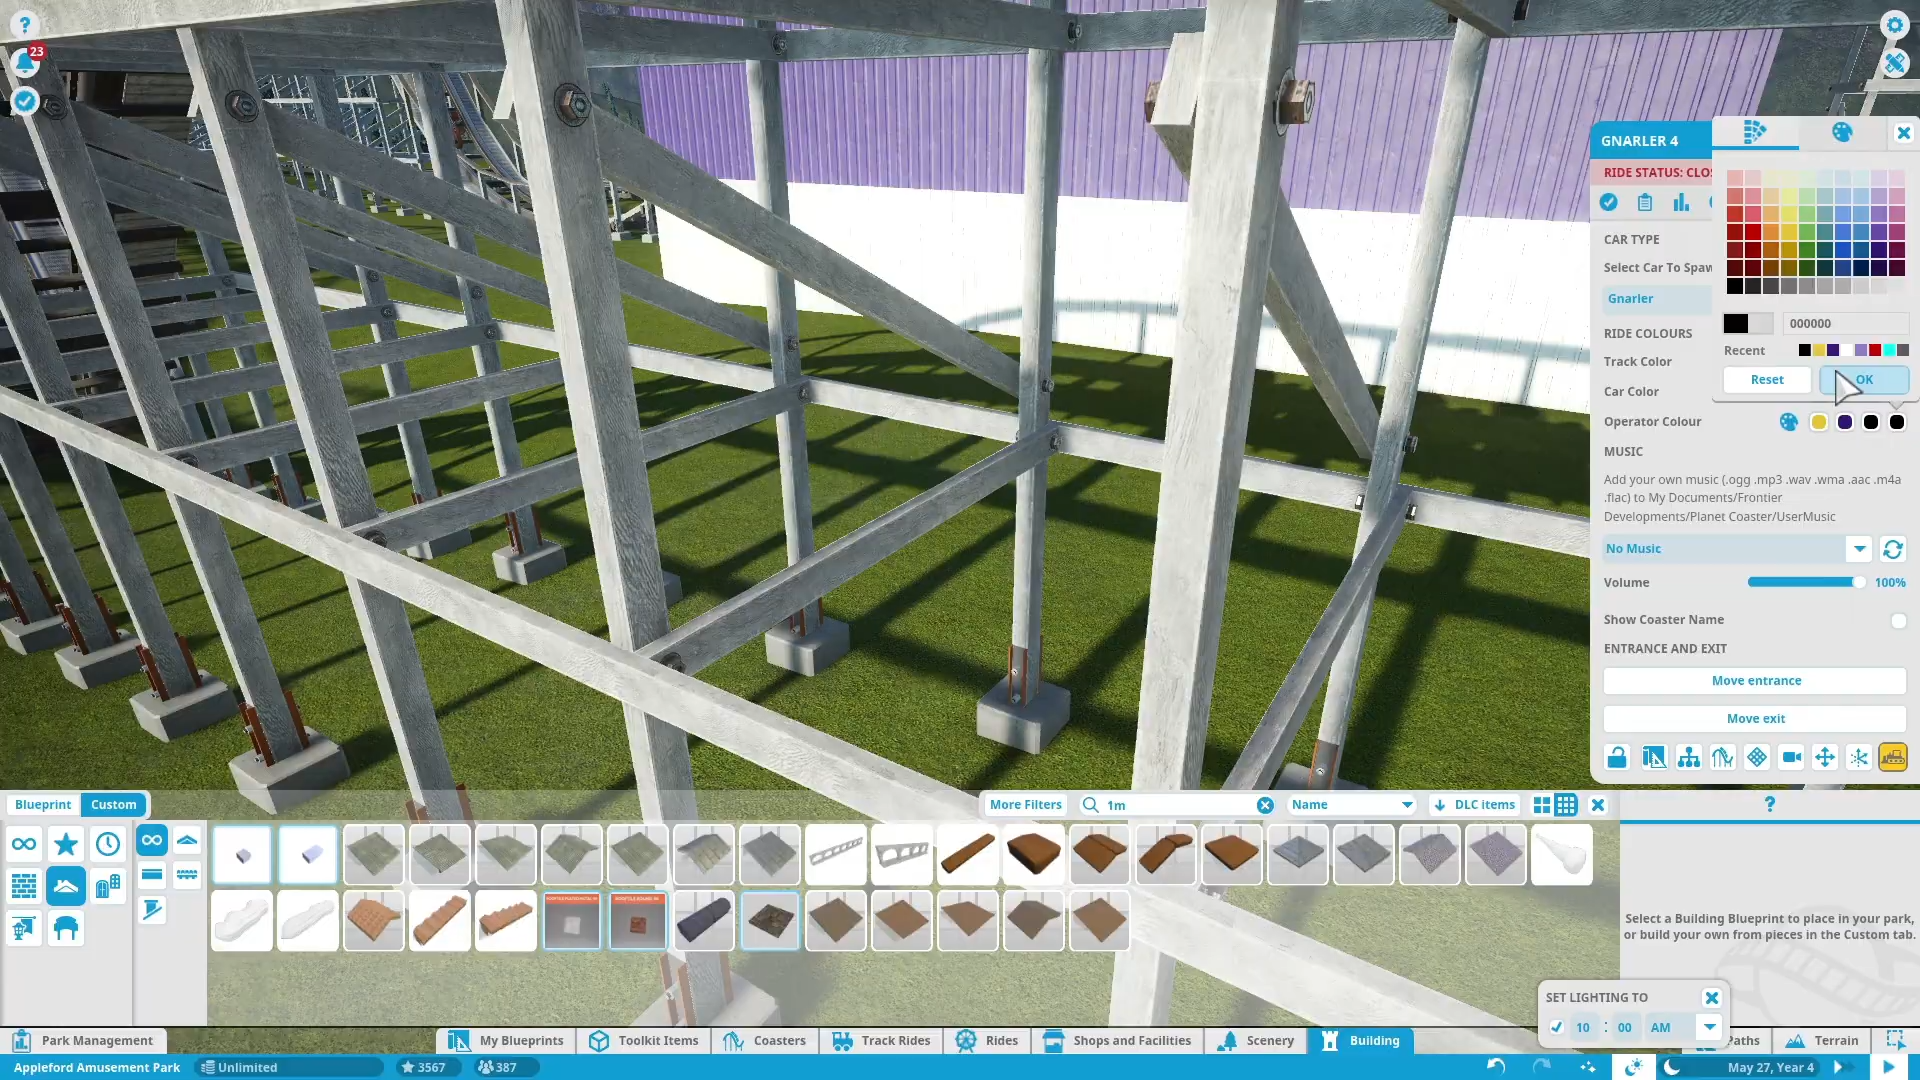 23
GNARLER 4
RIDE STATUS: CLOS
CAR TYPE
Select Car To Spaw
Gnarler
RIDE COLOURS
Track Color
Car Color
Operator Colour
000000
Recent
Reset
OK
MUSIC
Add your own music (.ogg .mp3 .wav .wma .aac .m4a
.flac) to My Documents/Frontier
Developments/Planet Coaster/UserMusic
No Music
Volume
100%
Show Coaster Name
ENTRANCE AND EXIT
Move entrance
Move exit
Blueprint
Custom
More Filters
1m
Name
DLC items
?
Select a Building Blueprint to place in your park,
or build your own from pieces in the Custom tab.
SET LIGHTING TO
10 : 00 AM
Park Management
My Blueprints
Toolkit Items
Coasters
Track Rides
Rides
Shops and Facilities
Scenery
Building
Paths
Terrain
Appleford Amusement Park
Unlimited
3567
387
May 27, Year 4